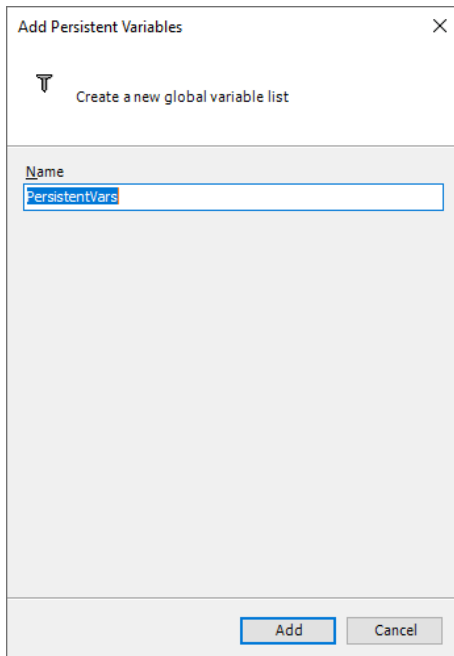 Add Persistent Variables
Create a new global variable list
Name
PersistentVars
Add
Cancel